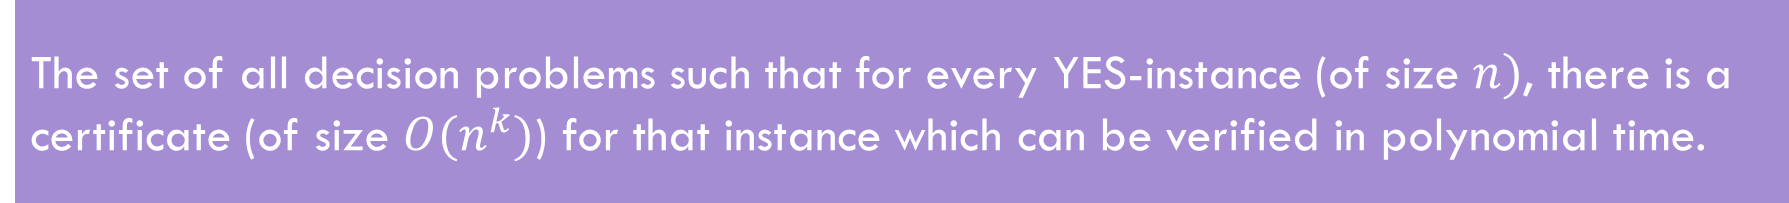 The set of all decision problems such that for every YES-instance (of size 𝑛), there is a
certificate (of size 𝑂(𝑛ᵏ)) for that instance which can be verified in polynomial time.